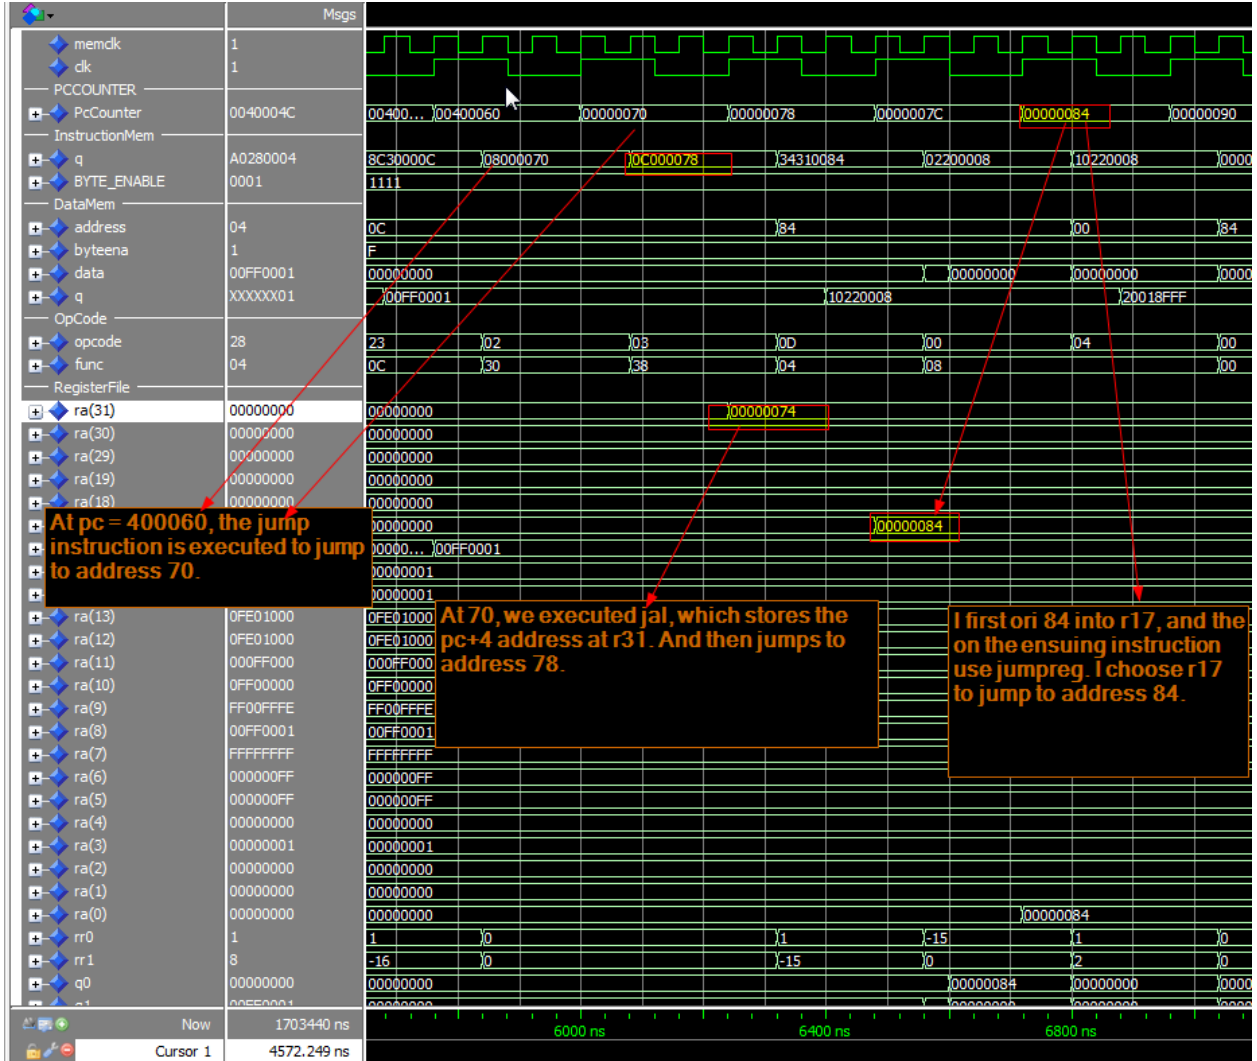 Msgs
memclk 1
clk 1
PCCOUNTER
PcCounter 0040004C 00400... 00400060 00000070 00000078 0000007C 00000084 00000090
InstructionMem
q A0280004 8C30000C 08000070 0C000078 34310084 02200008 10220008 0000
BYTE_ENABLE 0001 1111
DataMem
address 04 0C 84 00 84
byteena 1 F
data 00FF0001 00000000 00000000 00000000 0000
q XXXXXX01 00FF0001 10220008 20018FFF
OpCode
opcode 28 23 02 03 0D 00 04 00
func 04 0C 30 38 04 08 00
RegisterFile
ra(31) 00000000 00000000 00000074
ra(30) 00000000 00000000
ra(29) 00000000 00000000
ra(19) 00000000 00000000
ra(18) 00000000 00000000
00000000 00000084
00000... 00FF0001
00000001
00000001
At pc = 400060, the jump
instruction is executed to jump
to address 70.
ra(13) 0FE01000 0FE01000
ra(12) 0FE01000 0FE01000
ra(11) 000FF000 000FF000
ra(10) 0FF00000 0FF00000
ra(9) FF00FFFE FF00FFFE
ra(8) 00FF0001 00FF0001
ra(7) FFFFFFFF FFFFFFFF
At 70, we executed jal, which stores the
pc+4 address at r31. And then jumps to
address 78.
I first ori 84 into r17, and the
on the ensuing instruction
use jumpreg. I choose r17
to jump to address 84.
ra(6) 000000FF 000000FF
ra(5) 000000FF 000000FF
ra(4) 00000000 00000000
ra(3) 00000001 00000001
ra(2) 00000000 00000000
ra(1) 00000000 00000000
ra(0) 00000000 00000000 00000084
rr0 1 1 0 1 -15 1 0
rr1 8 -16 0 -15 0 2 0
q0 00000000 00000000 00000084 00000000 0000
Now 1703440 ns 6000 ns 6400 ns 6800 ns
Cursor 1 4572.249 ns